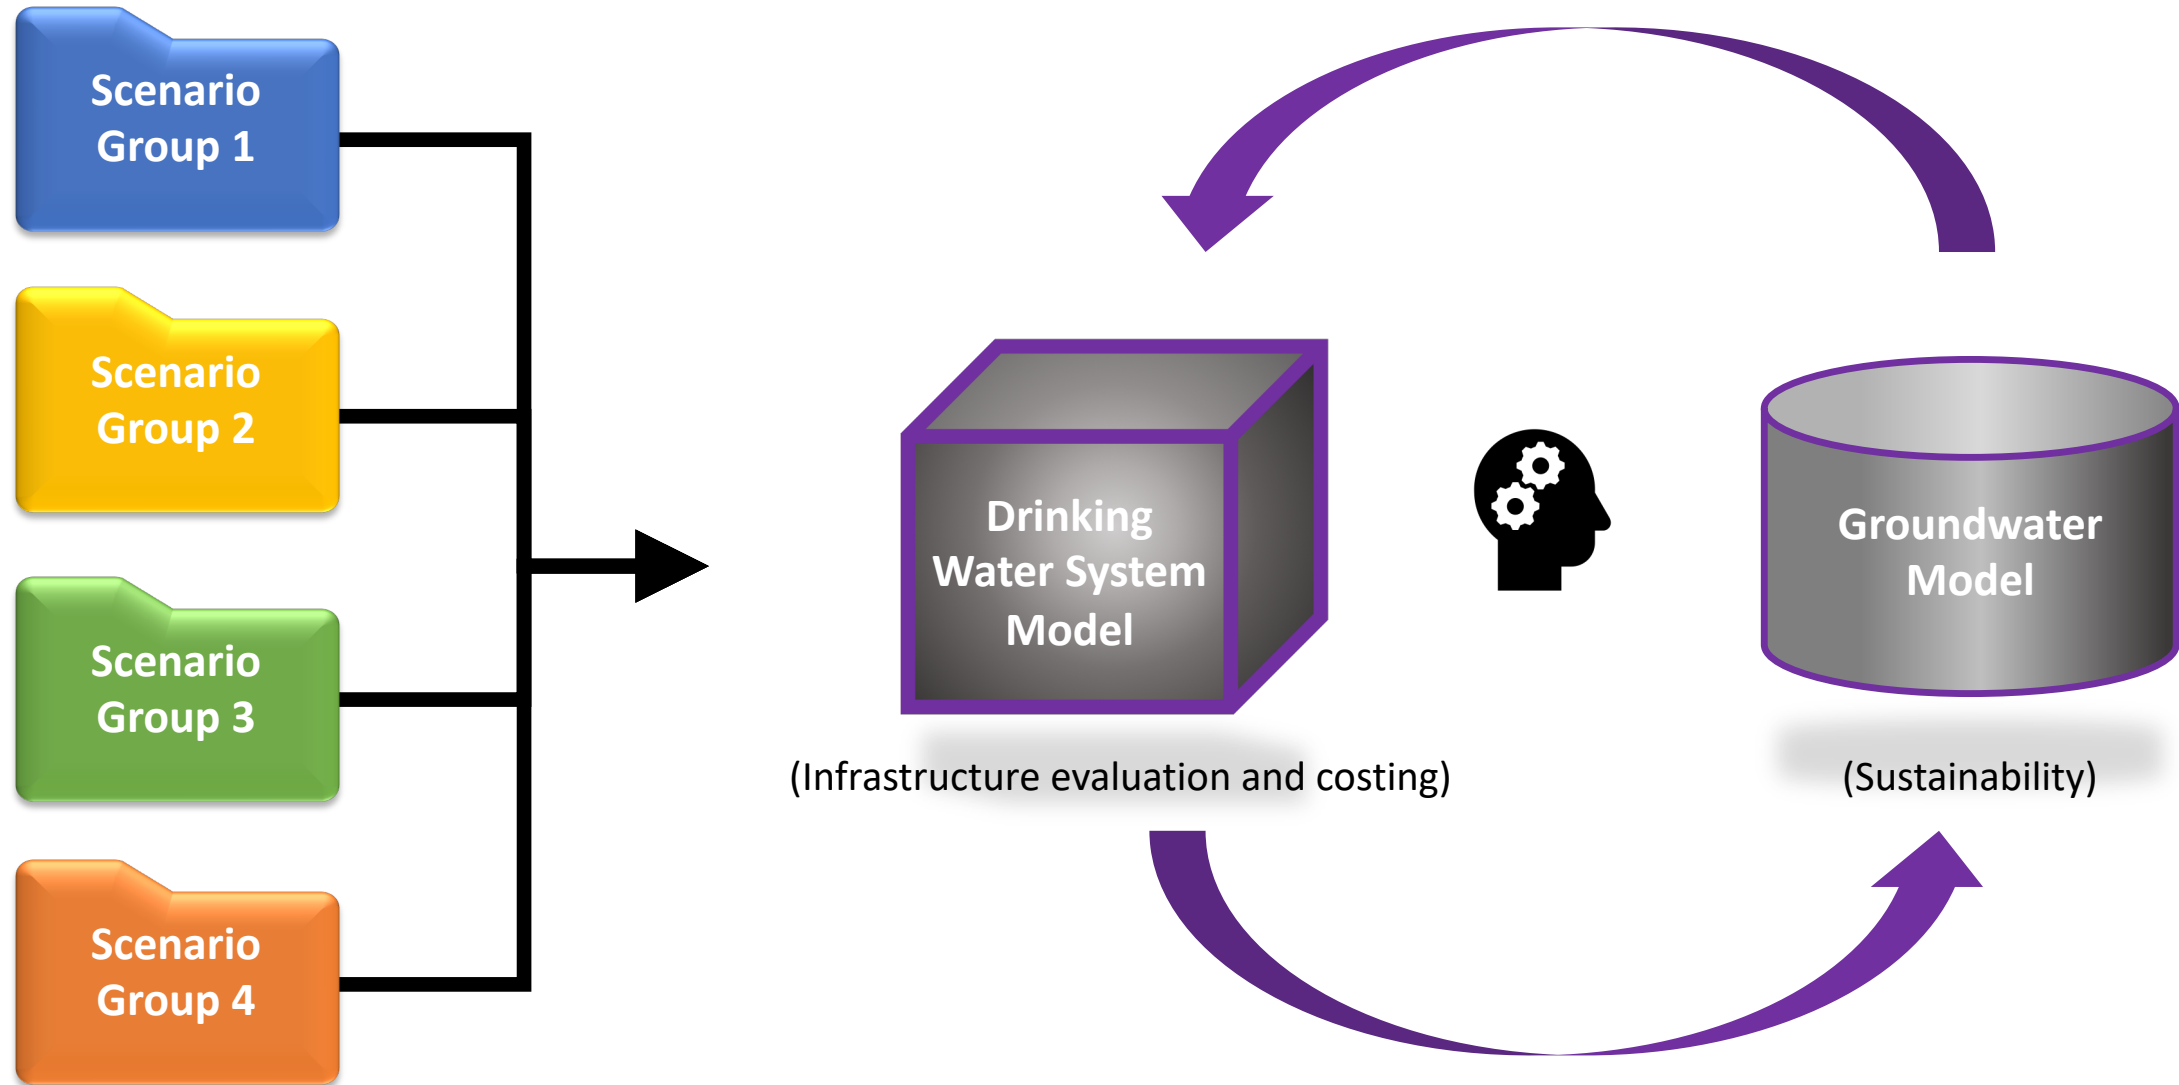 Scenario
Group 1
Scenario
Group 2
Scenario
Group 3
Scenario
Group 4
Drinking
Water System
Model
(Infrastructure evaluation and costing)
Groundwater
Model
(Sustainability)